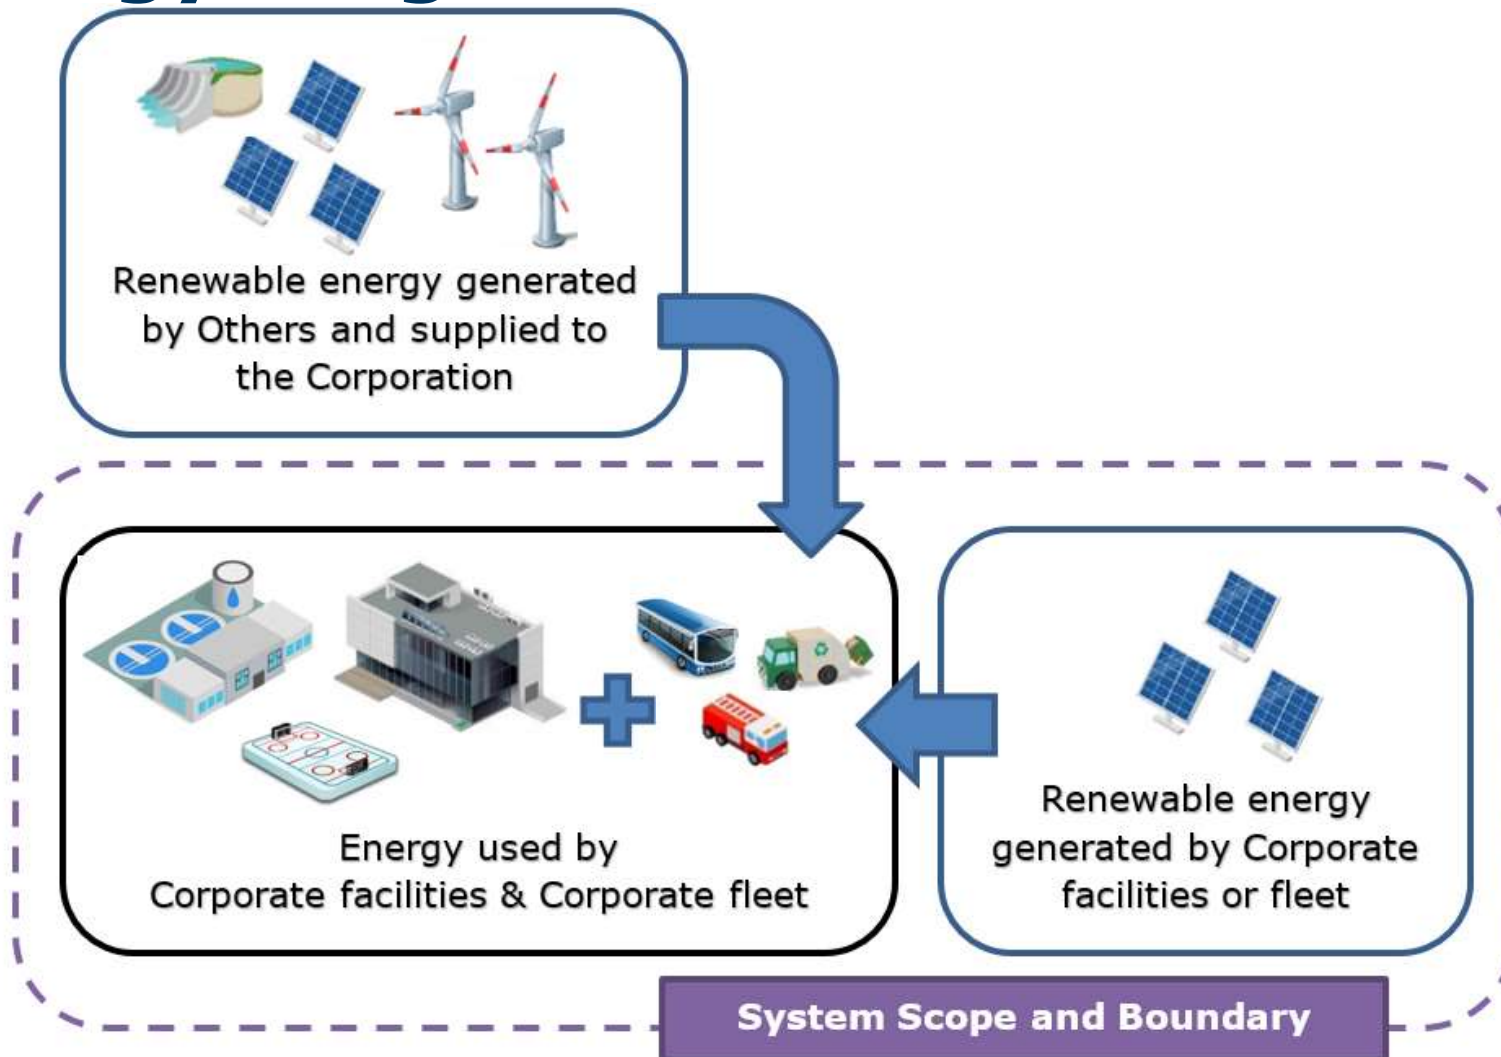 Renewable energy generated
by Others and supplied to
the Corporation
Energy used by
Corporate facilities & Corporate fleet
Renewable energy
generated by Corporate
facilities or fleet
System Scope and Boundary